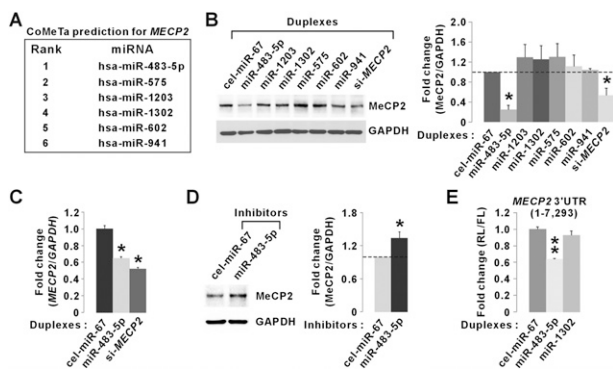 A
CoMeTa prediction for MECP2
Rank miRNA
1 hsa-miR-483-5p
2 hsa-miR-575
3 hsa-miR-1203
4 hsa-miR-1302
5 hsa-miR-602
6 hsa-miR-941
B
Duplexes
cel-miR-67
miR-483-5p
miR-1203
miR-1302
miR-575
miR-602
miR-941
si-MECP2
MeCP2
GAPDH
Fold change
(MeCP2/GAPDH)
2.0
1.6
1.2
0.8
0.4
0
*
*
Duplexes:
cel-miR-67
miR-483-5p
miR-1203
miR-1302
miR-575
miR-602
miR-941
si-MECP2
C
Fold change
(MECP2/GAPDH)
1.2
1.0
0.8
0.6
0.4
0.2
0
*
*
Duplexes :
cel-miR-67
miR-483-5p
si-MECP2
D
Inhibitors
cel-miR-67
miR-483-5p
MeCP2
GAPDH
Fold change
(MeCP2/GAPDH)
1.8
1.4
1.0
0.6
0.2
0
*
Inhibitors :
cel-miR-67
miR-483-5p
E
MECP2 3'UTR
(1-7,293)
Fold change (RL/FL)
1.2
1.0
0.8
0.6
0.4
0.2
0
**
Duplexes :
cel-miR-67
miR-483-5p
miR-1302